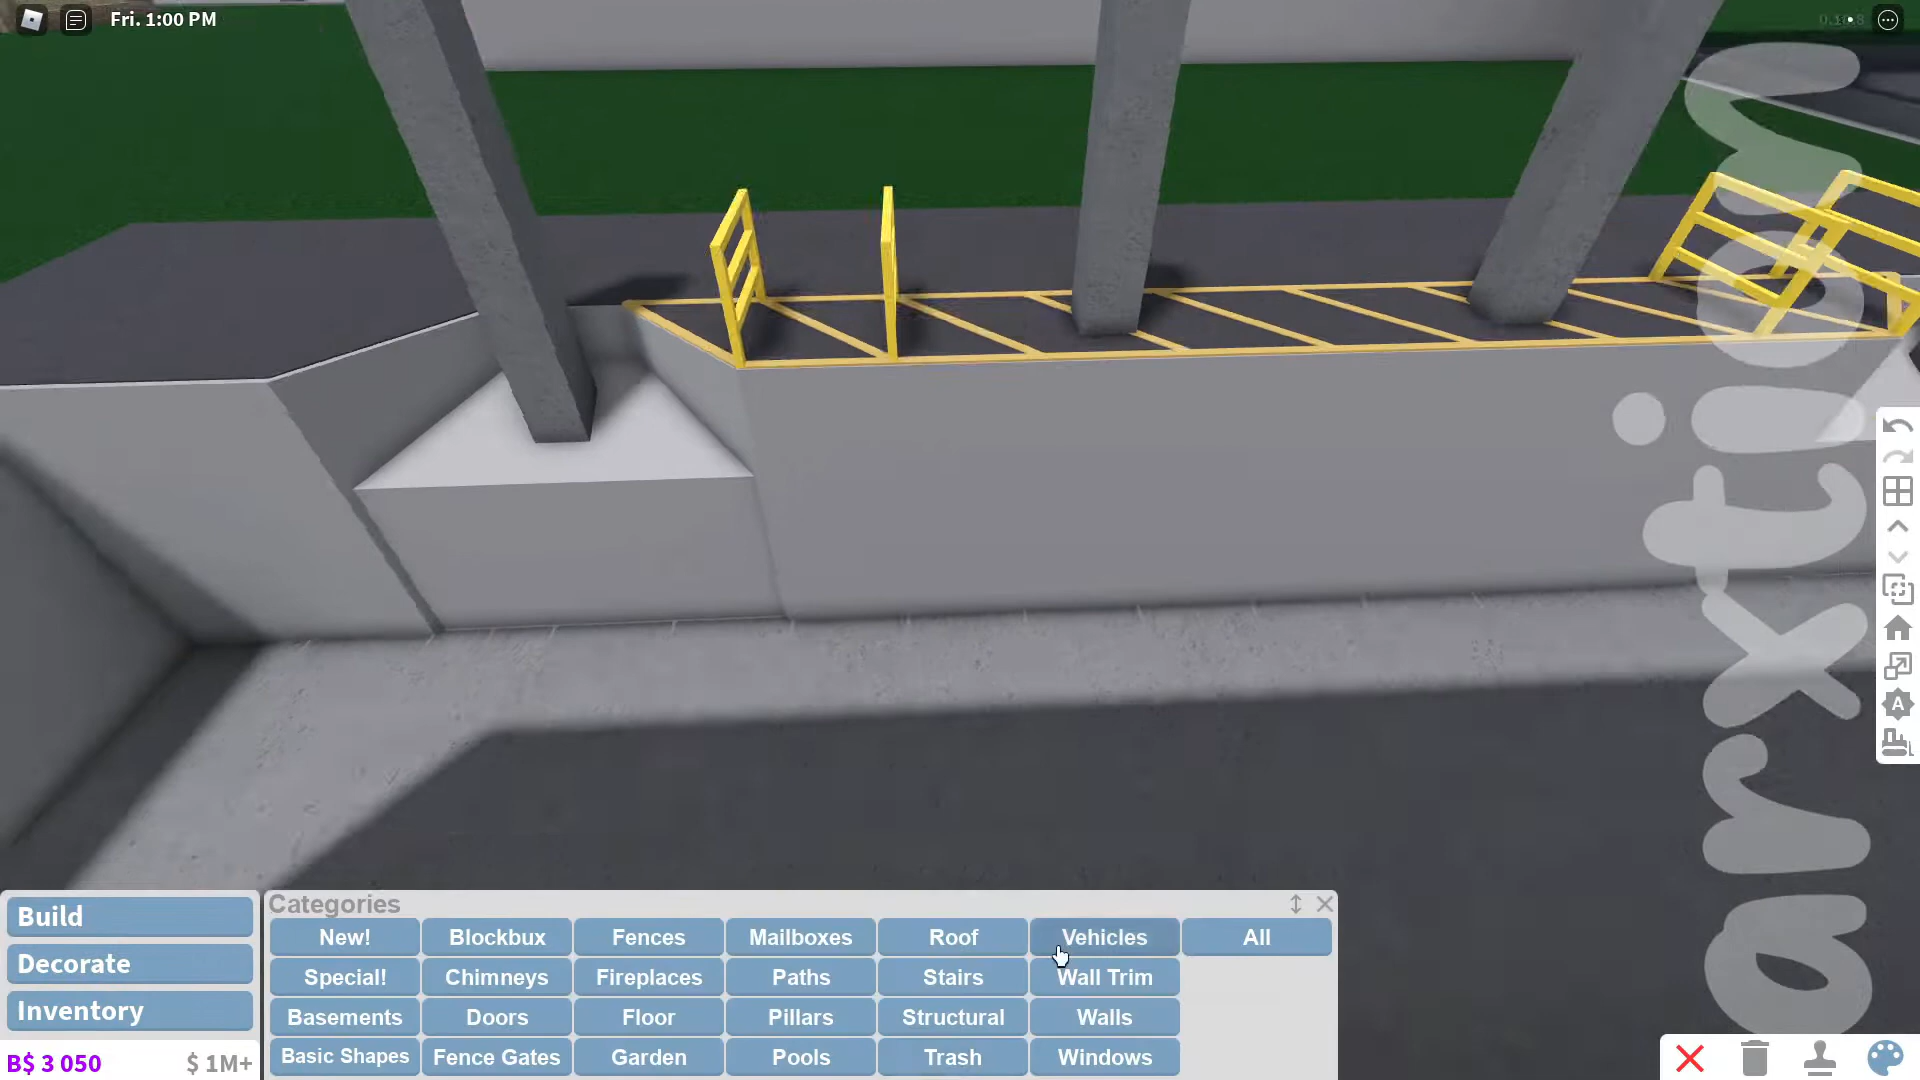 Fri. 1:00 PM
arxtion
A
Build
Decorate
Inventory
B$ 3 050
$ 1M+
Categories
New! Blockbux Fences Mailboxes Roof Vehicles All
Special! Chimneys Fireplaces Paths Stairs Wall Trim
Basements Doors Floor Pillars Structural Walls
Basic Shapes Fence Gates Garden Pools Trash Windows